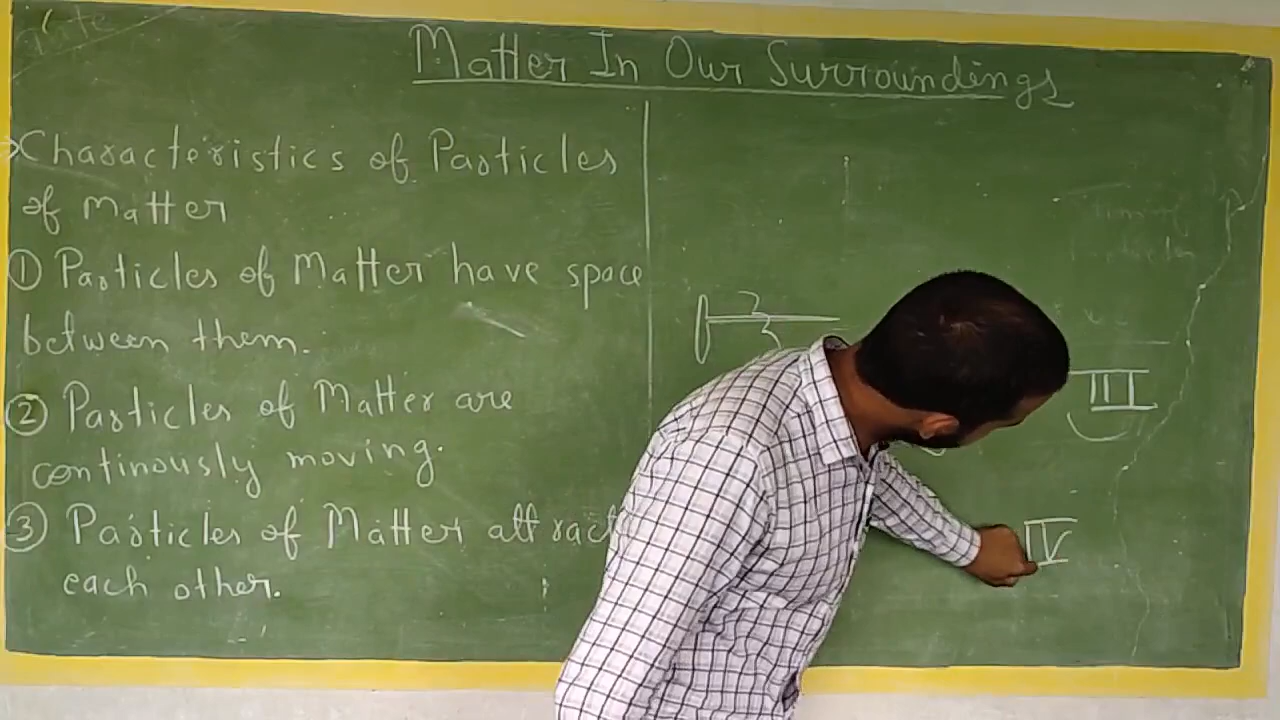 Matter In Our Surroundings
Characteristics of Particles
of Matter
① Particles of Matter have space
between them.
② Particles of Matter are
continously moving.
③ Particles of Matter attract
each other.
III
IV